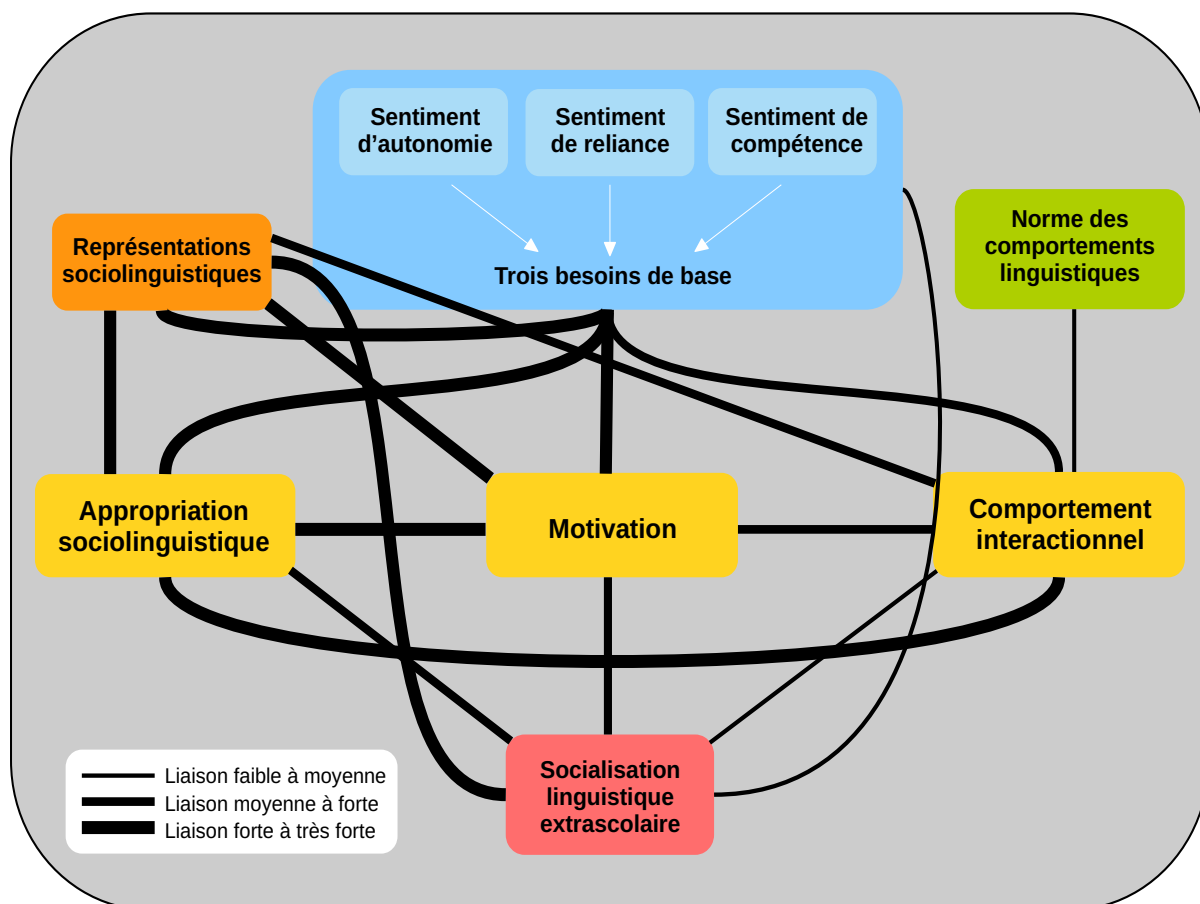 Sentiment
d’autonomie
Sentiment
de reliance
Sentiment de
compétence
Trois besoins de base
Représentations
sociolinguistiques
Norme des
comportements
linguistiques
Appropriation
sociolinguistique
Motivation
Comportement
interactionnel
Socialisation
linguistique
extrascolaire
Liaison faible à moyenne
Liaison moyenne à forte
Liaison forte à très forte